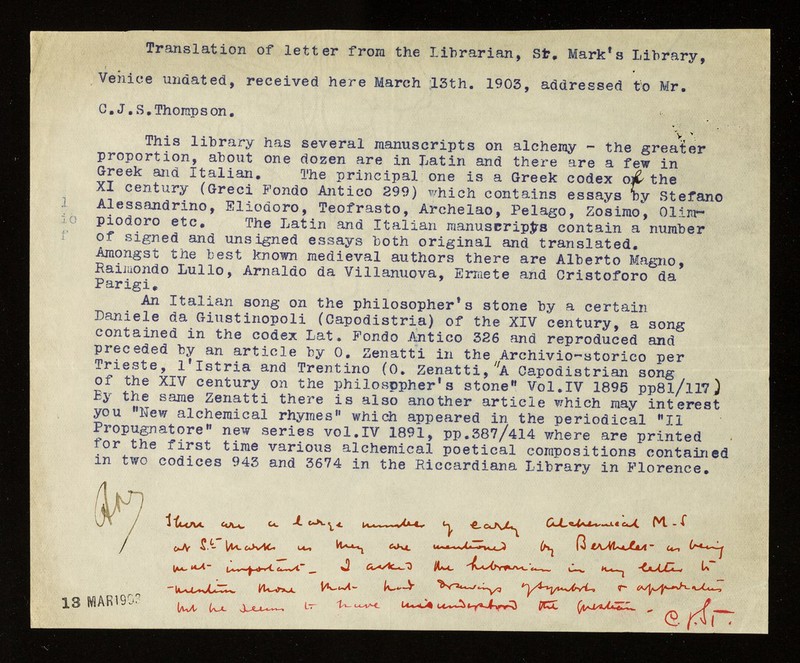 Translation of letter from the Librarian, St. Mark's Library,
Venice undated, received here March 13th. 1903, addressed to Mr.
C.J.S.Thompson.
This library has several manuscripts on alchemy - the greater
proportion, about one dozen are in Latin and there are a few in
Greek and Italian. The principal one is a Greek codex of the
XI century (Greci Fondo Antico 299) which contains essays by Stefano
Alessandrino, Eliodoro, Teofrasto, Archelao, Pelago, Zosimo, Olim-
piodoro etc. The Latin and Italian manuscripts contain a number
of signed and unsigned essays both original and translated.
Amongst the best known medieval authors there are Alberto Magno,
Raimondo Lullo, Arnaldo da Villanuova, Ermete and Cristoforo da
Parigi.
An Italian song on the philosopher's stone by a certain
Daniele da Giustinopoli (Capodistria) of the XIV century, a song
contained in the codex Lat. Fondo Antico 326 and reproduced and
preceded by an article by O. Zenatti in the Archivio-storico per
Trieste, l'Istria and Trentino (O. Zenatti, "A Capodistrian song
of the XIV century on the philosppher's stone" Vol.IV 1895 pp81/117)
By the same Zenatti there is also another article which may interest
you "New alchemical rhymes" which appeared in the periodical "Il
Propugnatore" new series vol.IV 1891, pp.387/414 where are printed
for the first time various alchemical poetical compositions contained
in two codices 943 and 3674 in the Riccardiana Library in Florence.
There are a large number of early Alchemical M.S
at St Marks as they are mentioned by Berthelot as being
most important - I asked the Librarian in my letter to
mention those that had drawings of symbols & apparatus
but he seems to have misunderstood the question -
C.J.S.T.
13 MAR 1903